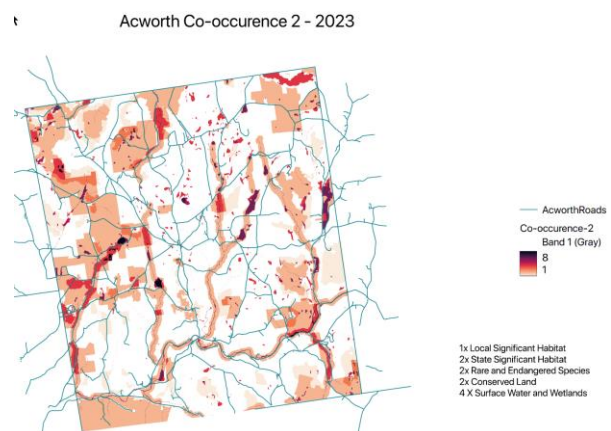 Acworth Co-occurence 2 - 2023
AcworthRoads
Co-occurence-2
Band 1 (Gray)
8
1
1x Local Significant Habitat
2x State Significant Habitat
2x Rare and Endangered Species
2x Conserved Land
4 X Surface Water and Wetlands